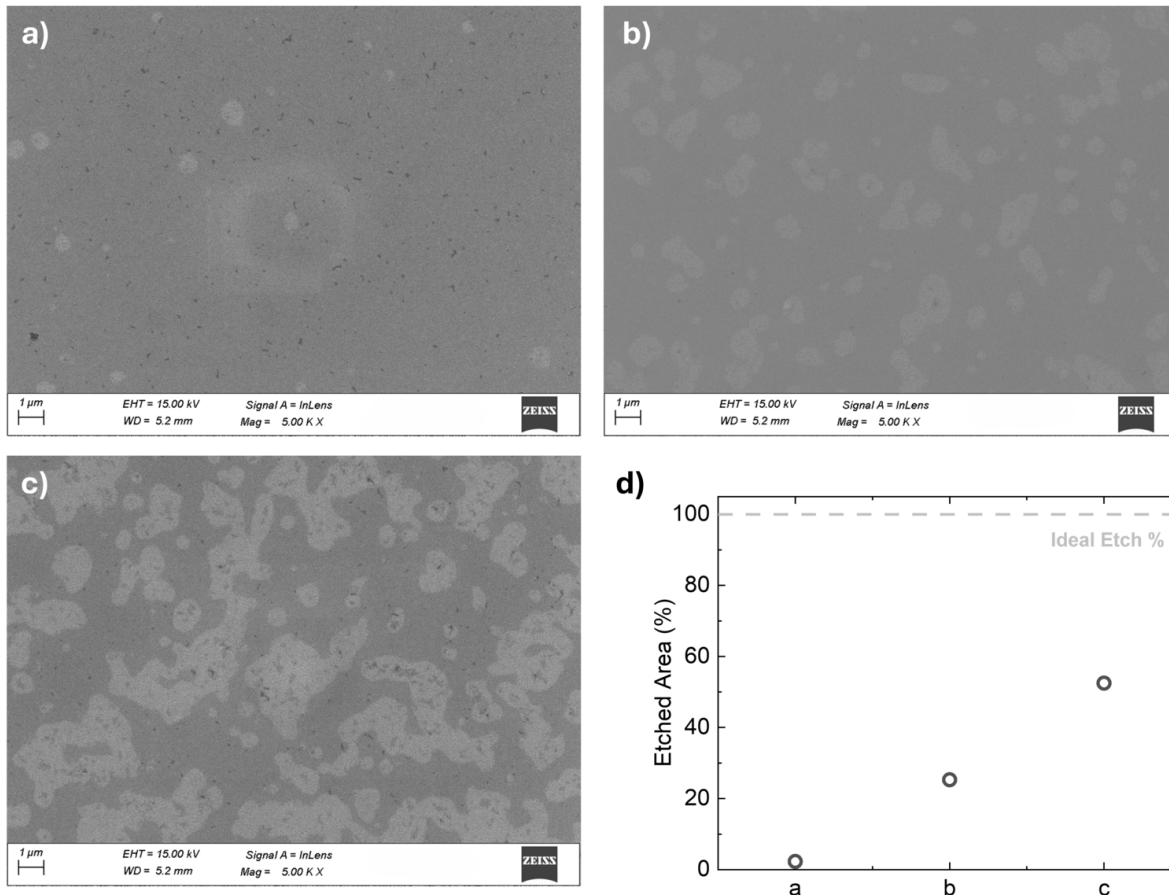 a)
1 µm
EHT = 15.00 kV Signal A = InLens
WD = 5.2 mm Mag = 5.00 K X
ZEISS
b)
1 µm
EHT = 15.00 kV Signal A = InLens
WD = 5.2 mm Mag = 5.00 K X
ZEISS
c)
1 µm
EHT = 15.00 kV Signal A = InLens
WD = 5.2 mm Mag = 5.00 K X
ZEISS
d)
Etched Area (%)
100
80
60
40
20
0
Ideal Etch %
a b c